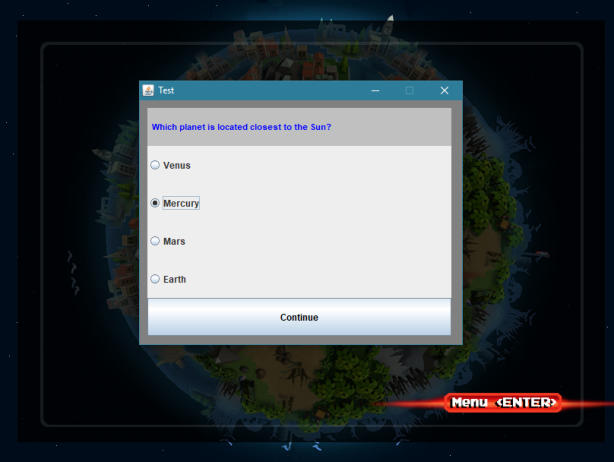 Test
Which planet is located closest to the Sun?
Venus
Mercury
Mars
Earth
Continue
Menu <ENTER>